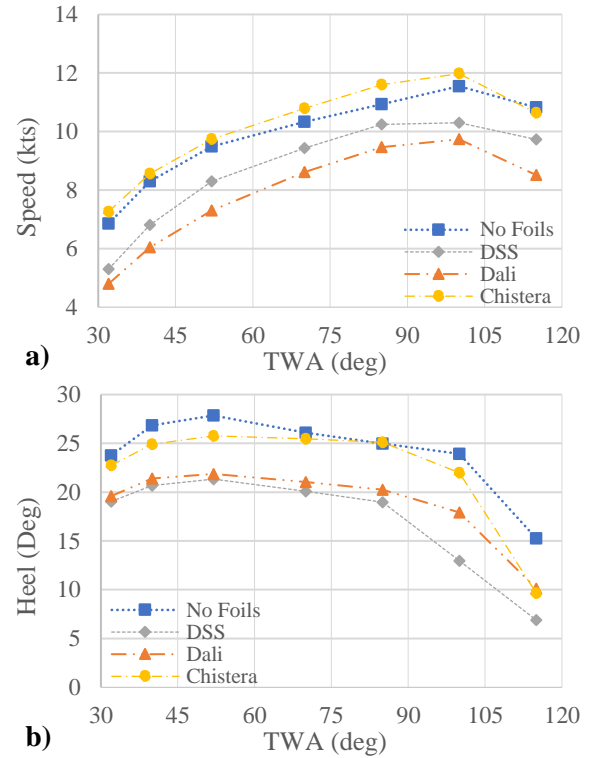 14
12
10
8
6
4
Speed (kts)
No Foils
DSS
Dali
Chistera
30 45 60 75 90 105 120
TWA (deg)
a)
30
25
20
15
10
5
0
Heel (Deg)
No Foils
DSS
Dali
Chistera
30 45 60 75 90 105 120
TWA (deg)
b)